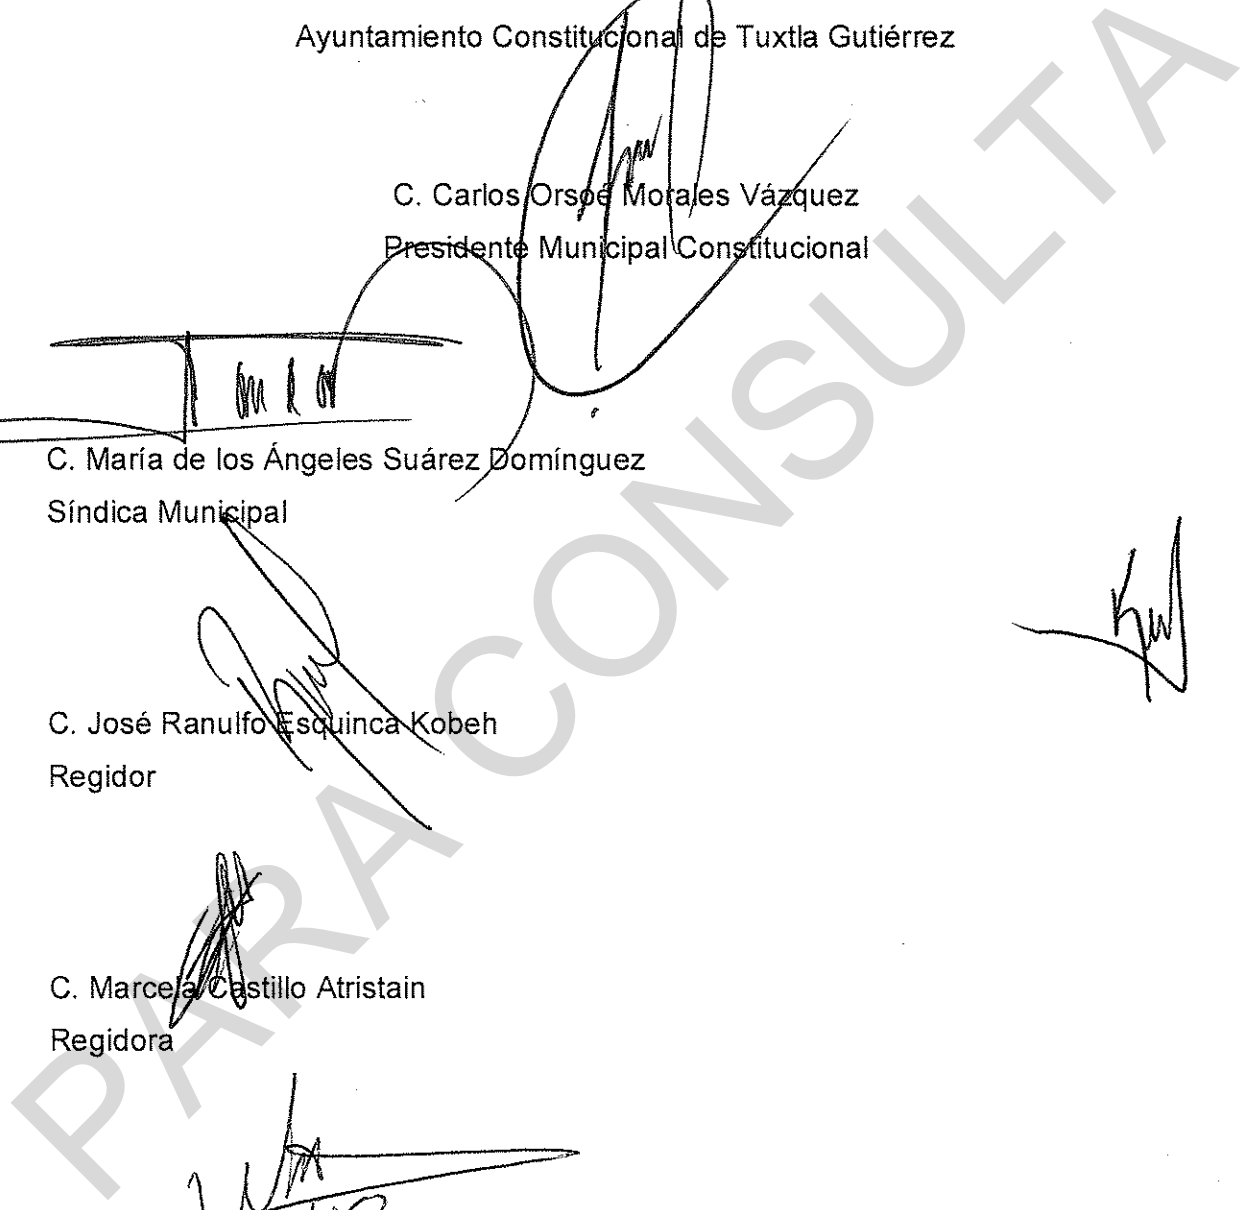 Ayuntamiento Constitucional de Tuxtla Gutiérrez
C. Carlos Orsoé Morales Vázquez
Presidente Municipal Constitucional
C. María de los Ángeles Suárez Domínguez
Síndica Municipal
C. José Ranulfo Esquinca Kobeh
Regidor
C. Marcela Castillo Atristain
Regidora
PARA CONSULTA